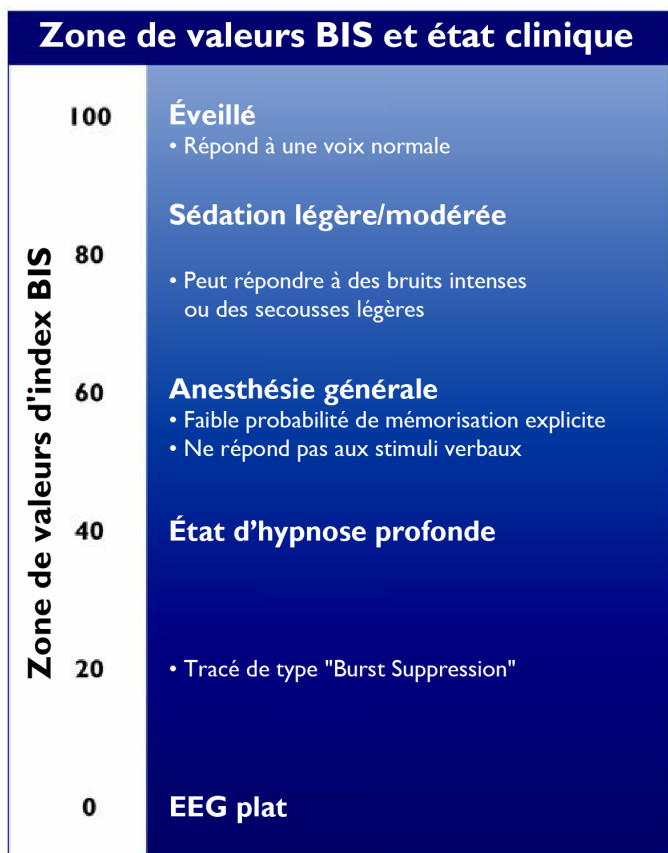 Zone de valeurs BIS et état clinique
Zone de valeurs d'index BIS
100
Éveillé
• Répond à une voix normale
Sédation légère/modérée
80
• Peut répondre à des bruits intenses
ou des secousses légères
60
Anesthésie générale
• Faible probabilité de mémorisation explicite
• Ne répond pas aux stimuli verbaux
40
État d’hypnose profonde
20
• Tracé de type "Burst Suppression"
0
EEG plat